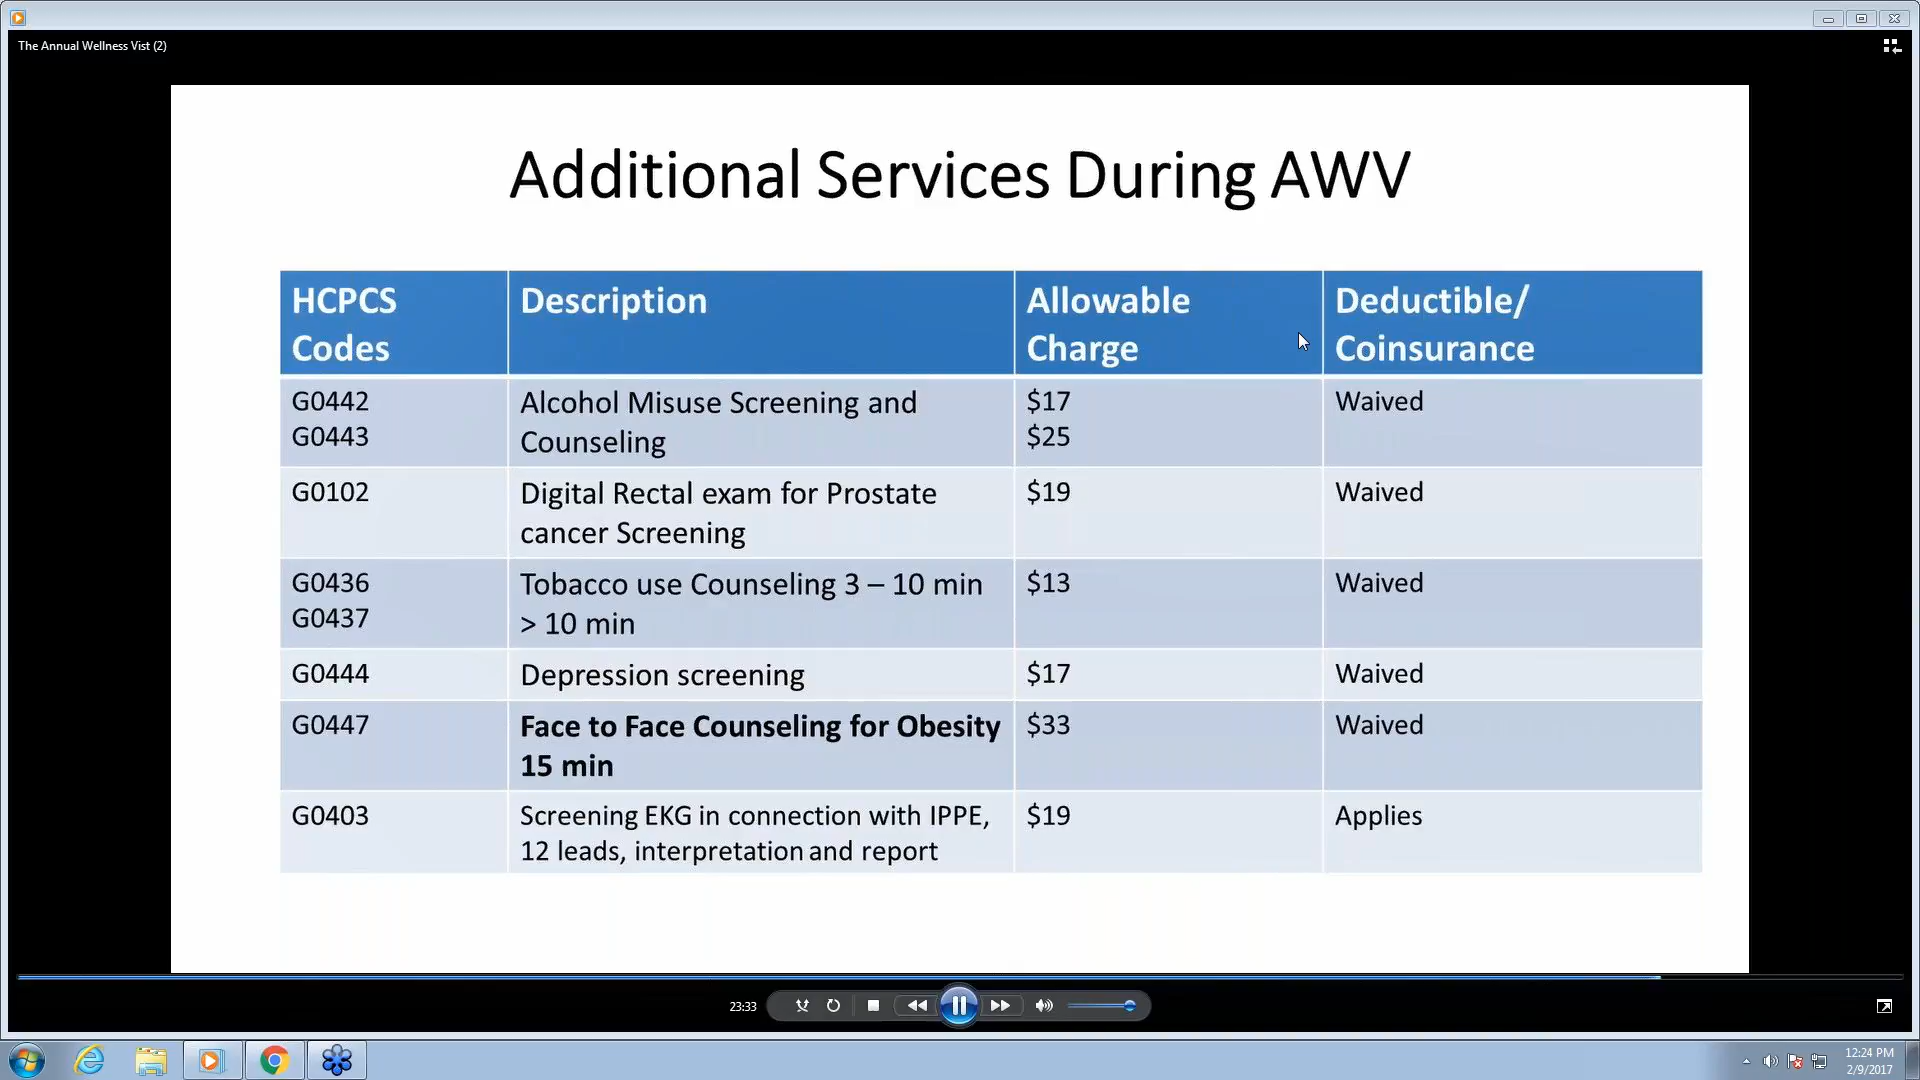 The Annual Wellness Vist (2)
Additional Services During AWV
HCPCS
Codes
Description
Allowable
Charge
Deductible/
Coinsurance
G0442
G0443
Alcohol Misuse Screening and
Counseling
$17
$25
Waived
G0102
Digital Rectal exam for Prostate
cancer Screening
$19
Waived
G0436
G0437
Tobacco use Counseling 3 – 10 min
> 10 min
$13
Waived
G0444
Depression screening
$17
Waived
G0447
Face to Face Counseling for Obesity
15 min
$33
Waived
G0403
Screening EKG in connection with IPPE,
12 leads, interpretation and report
$19
Applies
23:33
12:24 PM
2/9/2017